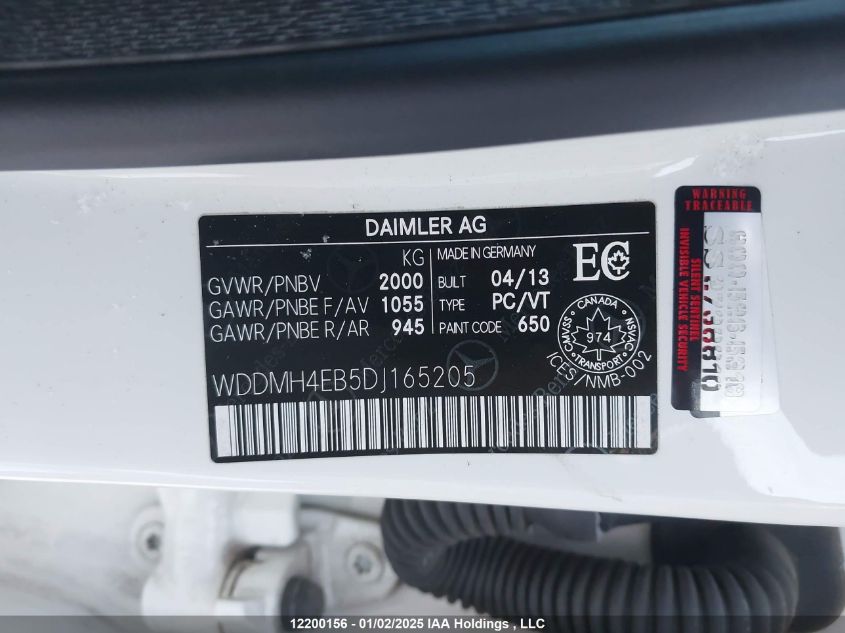 DAIMLER AG
KG
MADE IN GERMANY
GVWR/PNBV 2000
BUILT 04/13
EC
GAWR/PNBE F/AV 1055
TYPE PC/VT
GAWR/PNBE R/AR 945
PAINT CODE 650
CANADA
CMVSS 974 NSVAC
TRANSPORT
ICES/NMB-002
WDDMH4EB5DJ165205
WARNING
TRACEABLE
SILENT SENTINEL
INVISIBLE VEHICLE SECURITY
12200156 - 01/02/2025 IAA Holdings , LLC